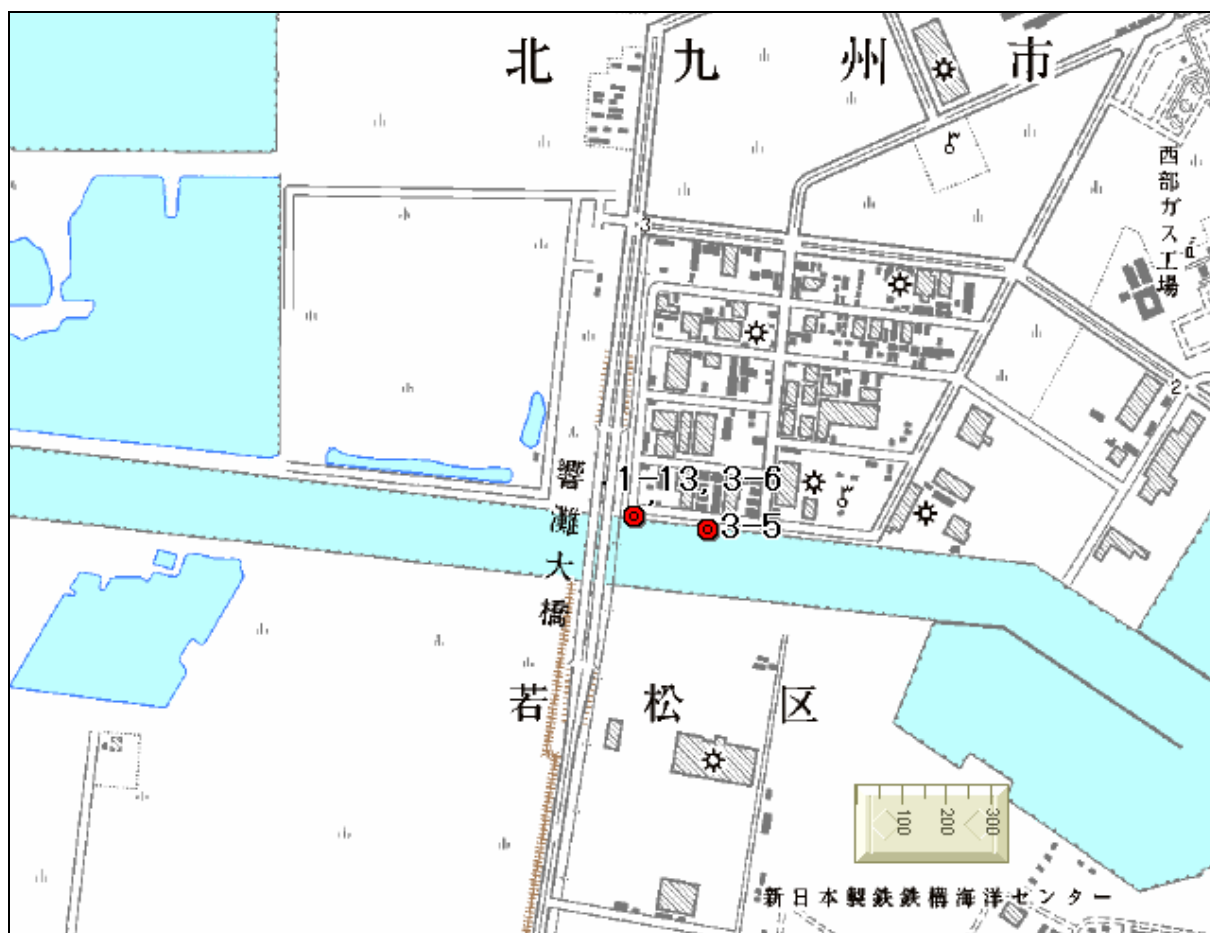 北九州市
西部ガス工場
3
2
響灘大橋
1-13, 3-6
3-5
若松区
100 200 300
新日本製鉄鉄構海洋センター